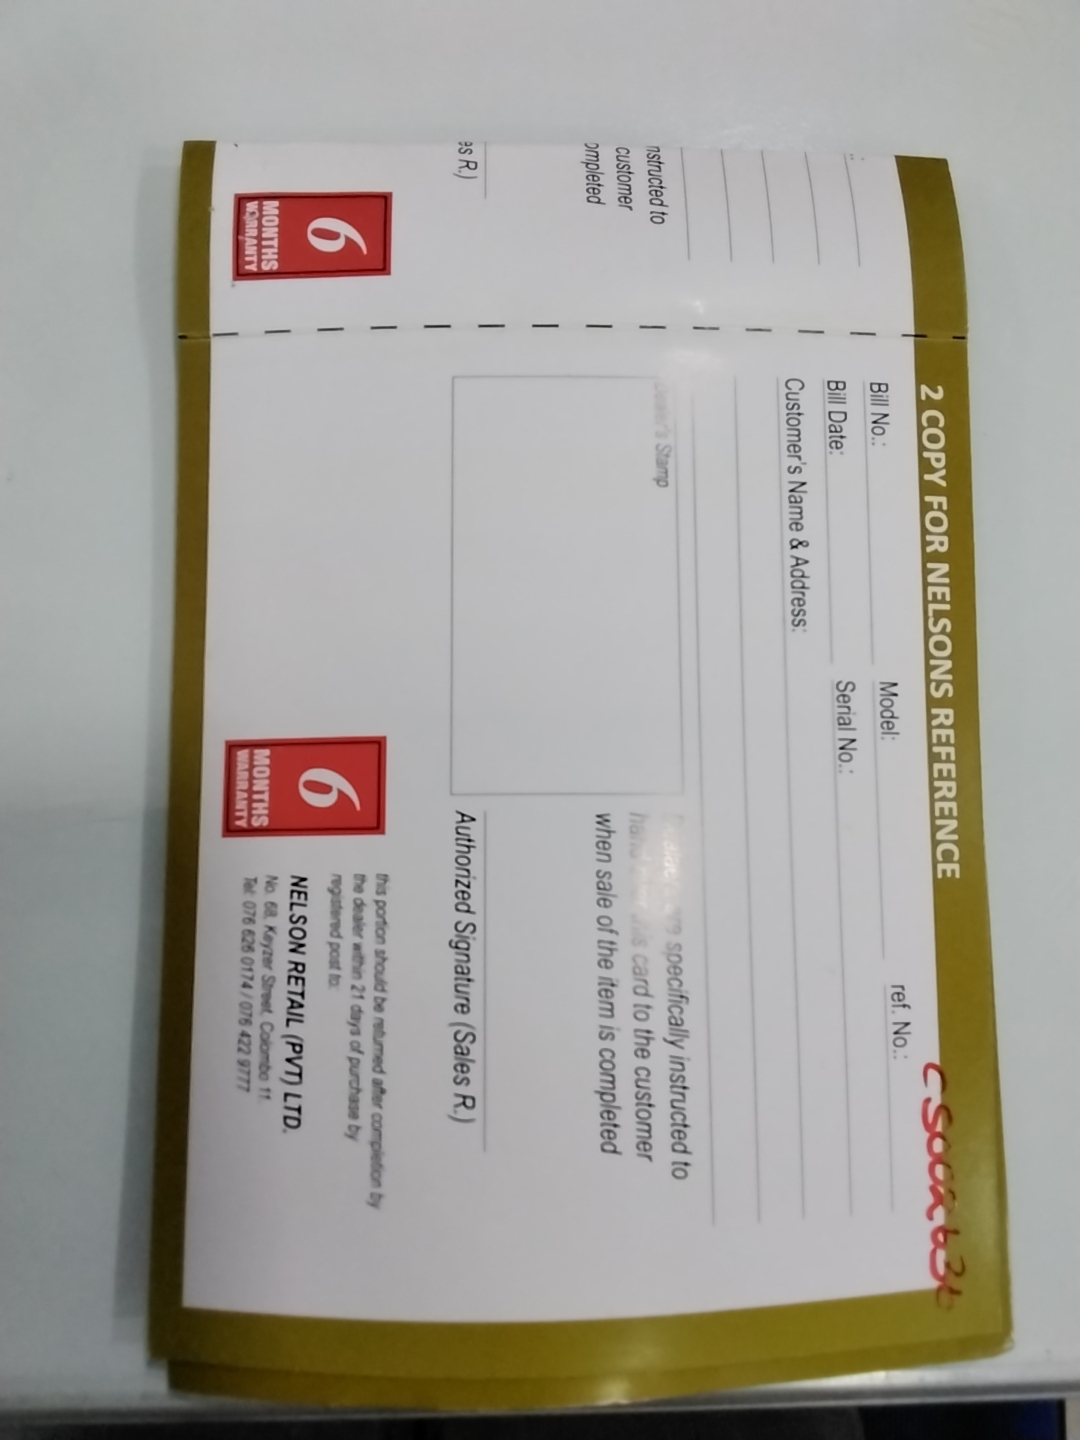 nstructed to
customer
ompleted
es R.)
6
MONTHS
WARRANTY
2 COPY FOR NELSONS REFERENCE
Bill No.: Model: ref. No.:
Bill Date: Serial No.:
Customer's Name & Address:
Dealer's Stamp
are specifically instructed to
this card to the customer
when sale of the item is completed
Authorized Signature (Sales R.)
6
MONTHS
WARRANTY
this portion should be returned after completion by
the dealer within 21 days of purchase by
registered post to:
NELSON RETAIL (PVT) LTD.
No. 68, Keyzer Street, Colombo 11.
Tel: 076 626 0174 / 076 422 9777